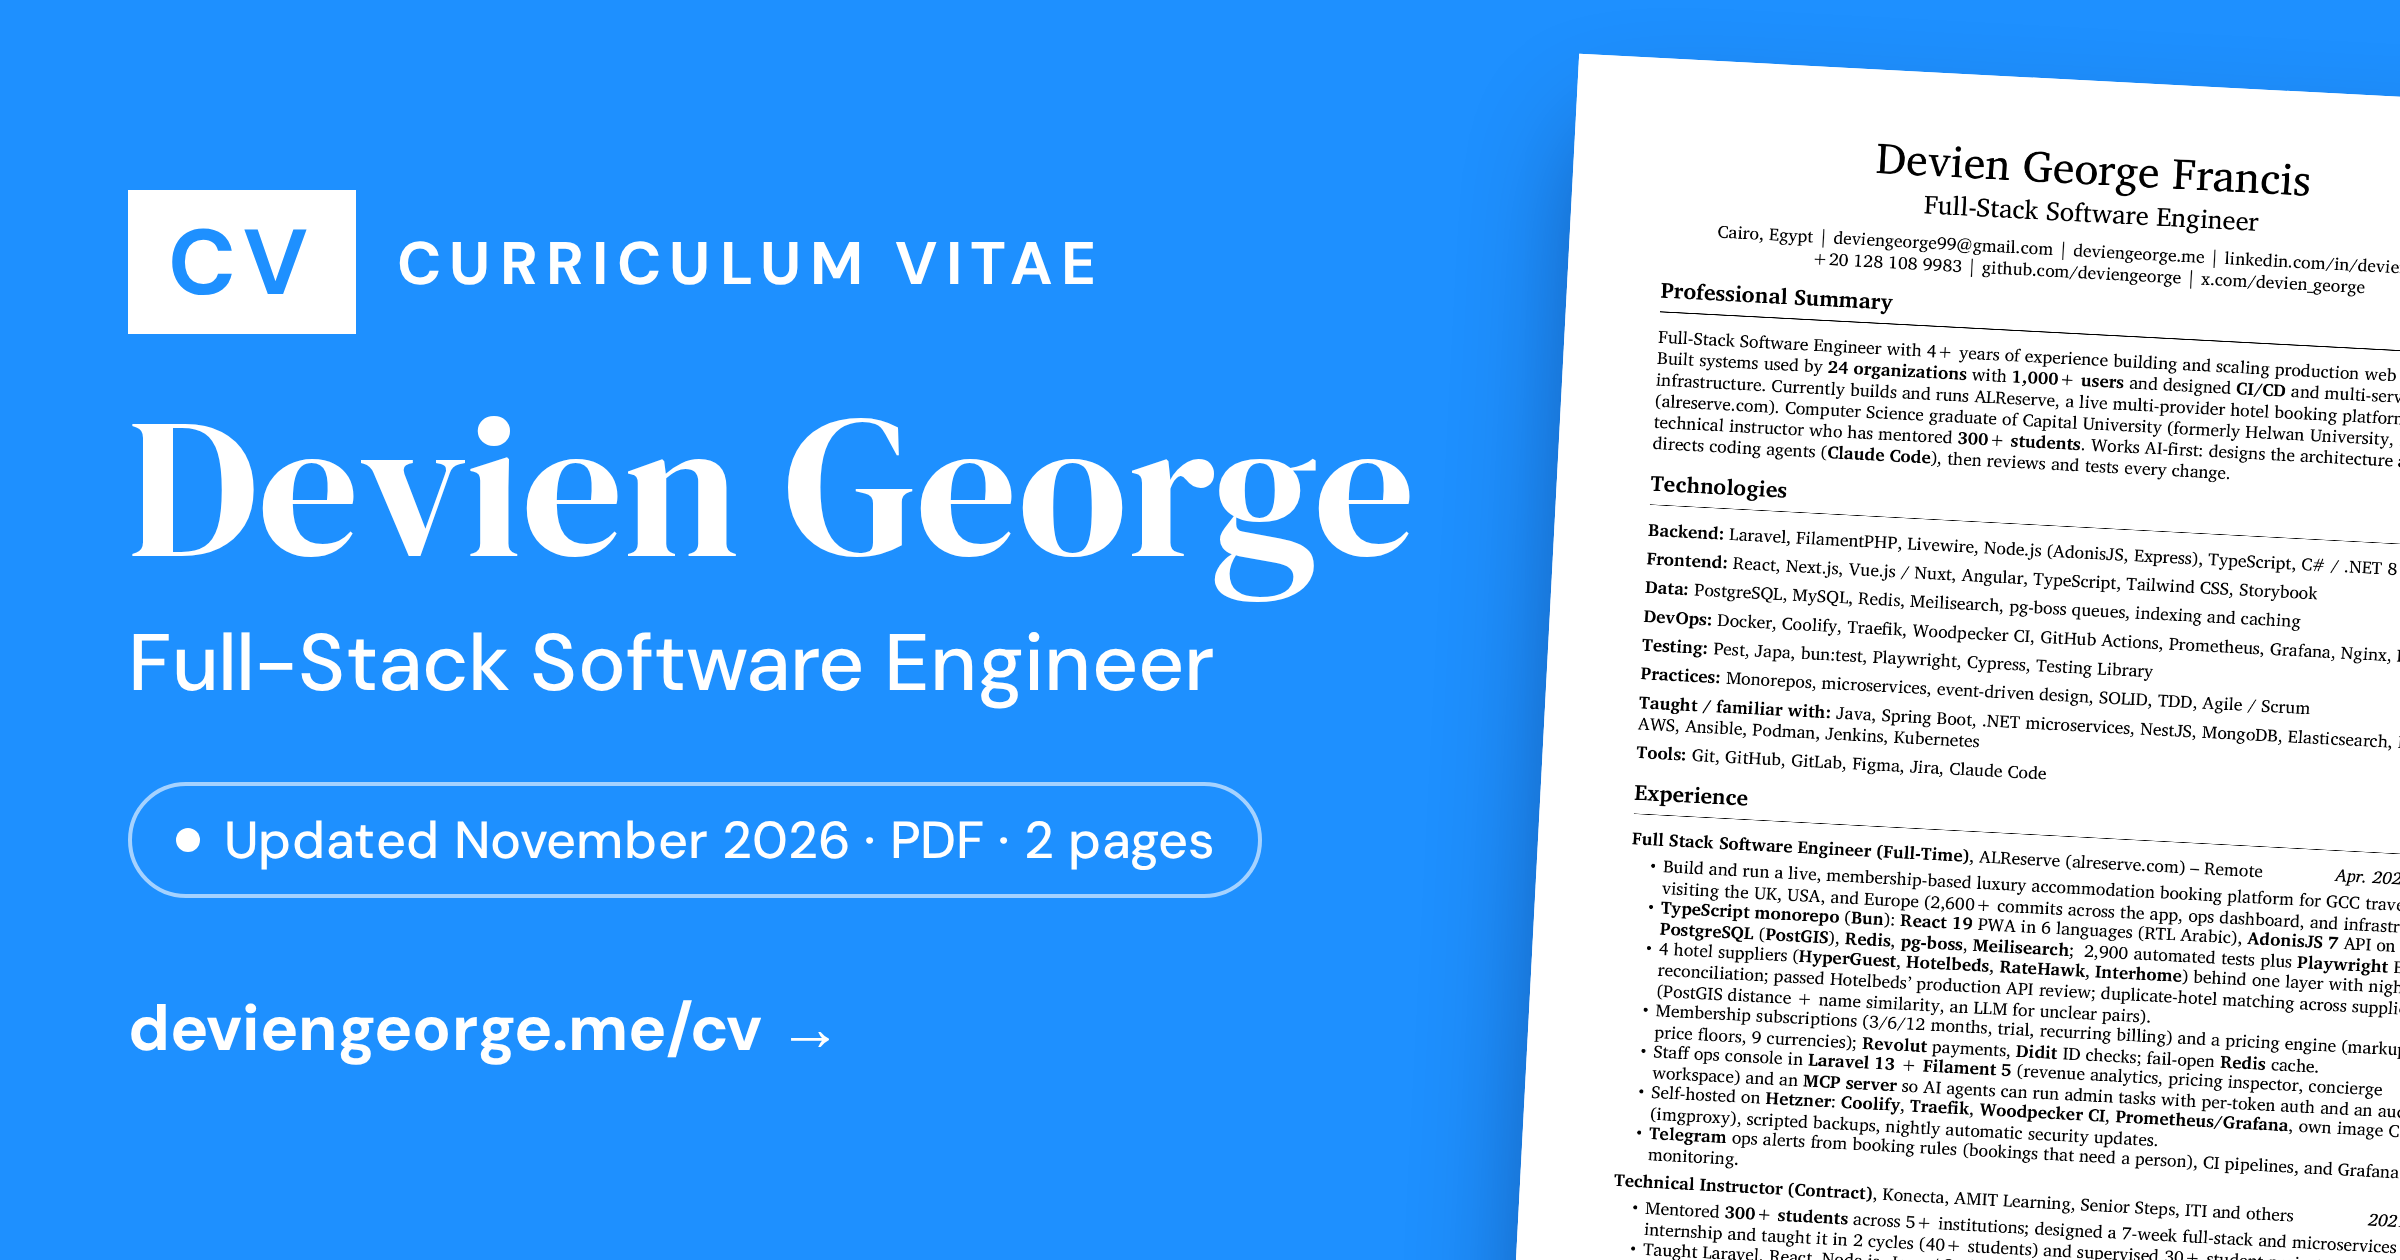 CV CURRICULUM VITAE
Devien George
Full-Stack Software Engineer
Updated November 2026 · PDF · 2 pages
deviengeorge.me/cv →
Devien George Francis
Full-Stack Software Engineer
Cairo, Egypt | deviengeorge99@gmail.com | deviengeorge.me | linkedin.com/in/devie
+20 128 108 9983 | github.com/deviengeorge | x.com/devien_george
Professional Summary
Full-Stack Software Engineer with 4+ years of experience building and scaling production web
Built systems used by 24 organizations with 1,000+ users and designed CI/CD and multi-serv
infrastructure. Currently builds and runs ALReserve, a live multi-provider hotel booking platform
(alreserve.com). Computer Science graduate of Capital University (formerly Helwan University,
technical instructor who has mentored 300+ students. Works AI-first: designs the architecture
directs coding agents (Claude Code), then reviews and tests every change.
Technologies
Backend: Laravel, FilamentPHP, Livewire, Node.js (AdonisJS, Express), TypeScript, C# / .NET 8
Frontend: React, Next.js, Vue.js / Nuxt, Angular, TypeScript, Tailwind CSS, Storybook
Data: PostgreSQL, MySQL, Redis, Meilisearch, pg-boss queues, indexing and caching
DevOps: Docker, Coolify, Traefik, Woodpecker CI, GitHub Actions, Prometheus, Grafana, Nginx,
Testing: Pest, Japa, bun:test, Playwright, Cypress, Testing Library
Practices: Monorepos, microservices, event-driven design, SOLID, TDD, Agile / Scrum
Taught / familiar with: Java, Spring Boot, .NET microservices, NestJS, MongoDB, Elasticsearch,
AWS, Ansible, Podman, Jenkins, Kubernetes
Tools: Git, GitHub, GitLab, Figma, Jira, Claude Code
Experience
Full Stack Software Engineer (Full-Time), ALReserve (alreserve.com) – Remote Apr. 202
• Build and run a live, membership-based luxury accommodation booking platform for GCC trave
visiting the UK, USA, and Europe (2,600+ commits across the app, ops dashboard, and infrastr
• TypeScript monorepo (Bun): React 19 PWA in 6 languages (RTL Arabic), AdonisJS 7 API on
PostgreSQL (PostGIS), Redis, pg-boss, Meilisearch; 2,900 automated tests plus Playwright
• 4 hotel suppliers (HyperGuest, Hotelbeds, RateHawk, Interhome) behind one layer with nigh
reconciliation; passed Hotelbeds' production API review; duplicate-hotel matching across suppli
(PostGIS distance + name similarity, an LLM for unclear pairs).
• Membership subscriptions (3/6/12 months, trial, recurring billing) and a pricing engine (marku
price floors, 9 currencies); Revolut payments, Didit ID checks; fail-open Redis cache.
• Staff ops console in Laravel 13 + Filament 5 (revenue analytics, pricing inspector, concierge
workspace) and an MCP server so AI agents can run admin tasks with per-token auth and an au
• Self-hosted on Hetzner: Coolify, Traefik, Woodpecker CI, Prometheus/Grafana, own image C
(imgproxy), scripted backups, nightly automatic security updates.
• Telegram ops alerts from booking rules (bookings that need a person), CI pipelines, and Grafana
monitoring.
Technical Instructor (Contract), Konecta, AMIT Learning, Senior Steps, ITI and others 202
• Mentored 300+ students across 5+ institutions; designed a 7-week full-stack and microservices
internship and taught it in 2 cycles (40+ students) and supervised 30+ student
• Taught Laravel, React, Node.js,